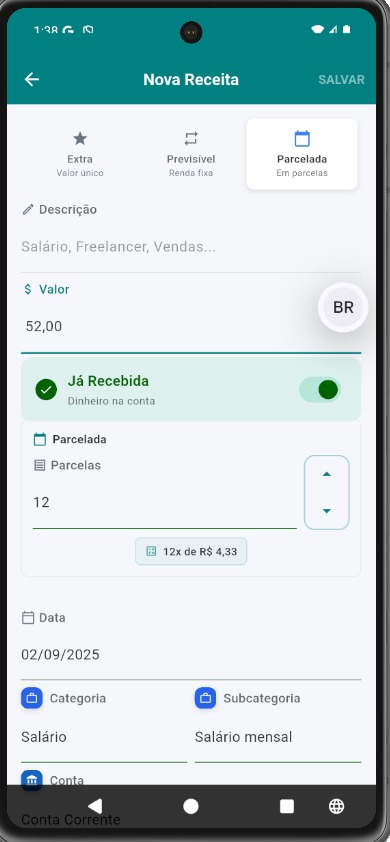 1:38
Nova Receita
SALVAR
Extra
Valor único
Previsível
Renda fixa
Parcelada
Em parcelas
Descrição
Salário, Freelancer, Vendas...
$ Valor
BR
52,00
Já Recebida
Dinheiro na conta
Parcelada
Parcelas
12
12x de R$ 4,33
Data
02/09/2025
Categoria
Subcategoria
Salário
Salário mensal
Conta
Conta Corrente